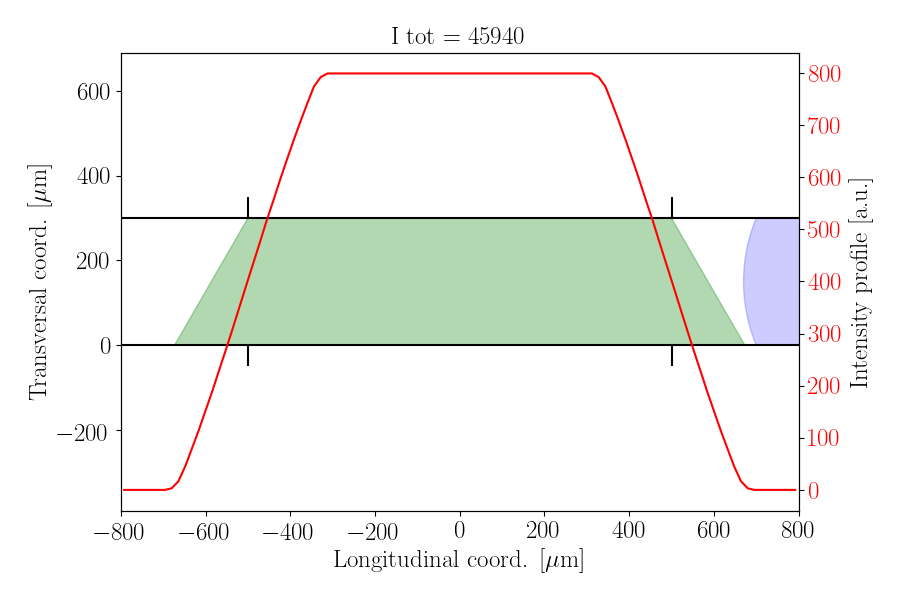 I tot = 45940
Transversal coord. [μm]
600
400
200
0
−200
800
700
600
500
400
300
200
100
0
Intensity profile [a.u.]
−800 −600 −400 −200 0 200 400 600 800
Longitudinal coord. [μm]